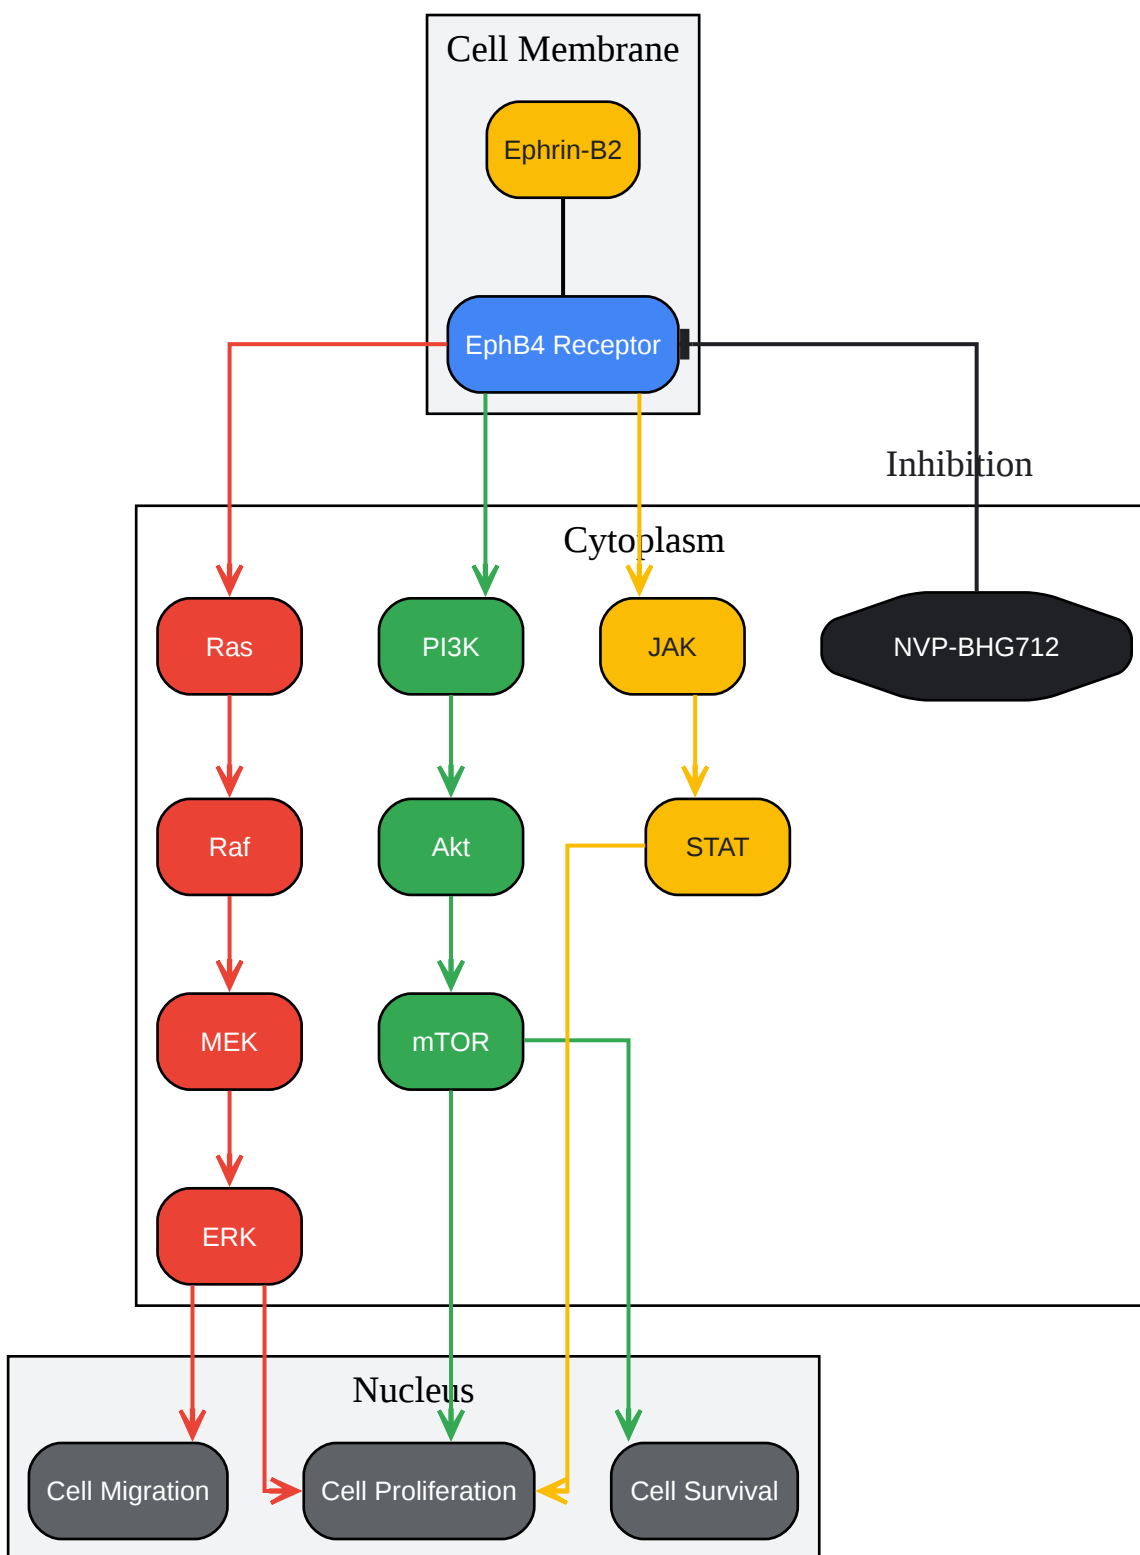 Cell Membrane
Ephrin-B2
EphB4 Receptor
Inhibition
Cytoplasm
Ras
PI3K
JAK
NVP-BHG712
Raf
Akt
STAT
MEK
mTOR
ERK
Nucleus
Cell Migration
Cell Proliferation
Cell Survival